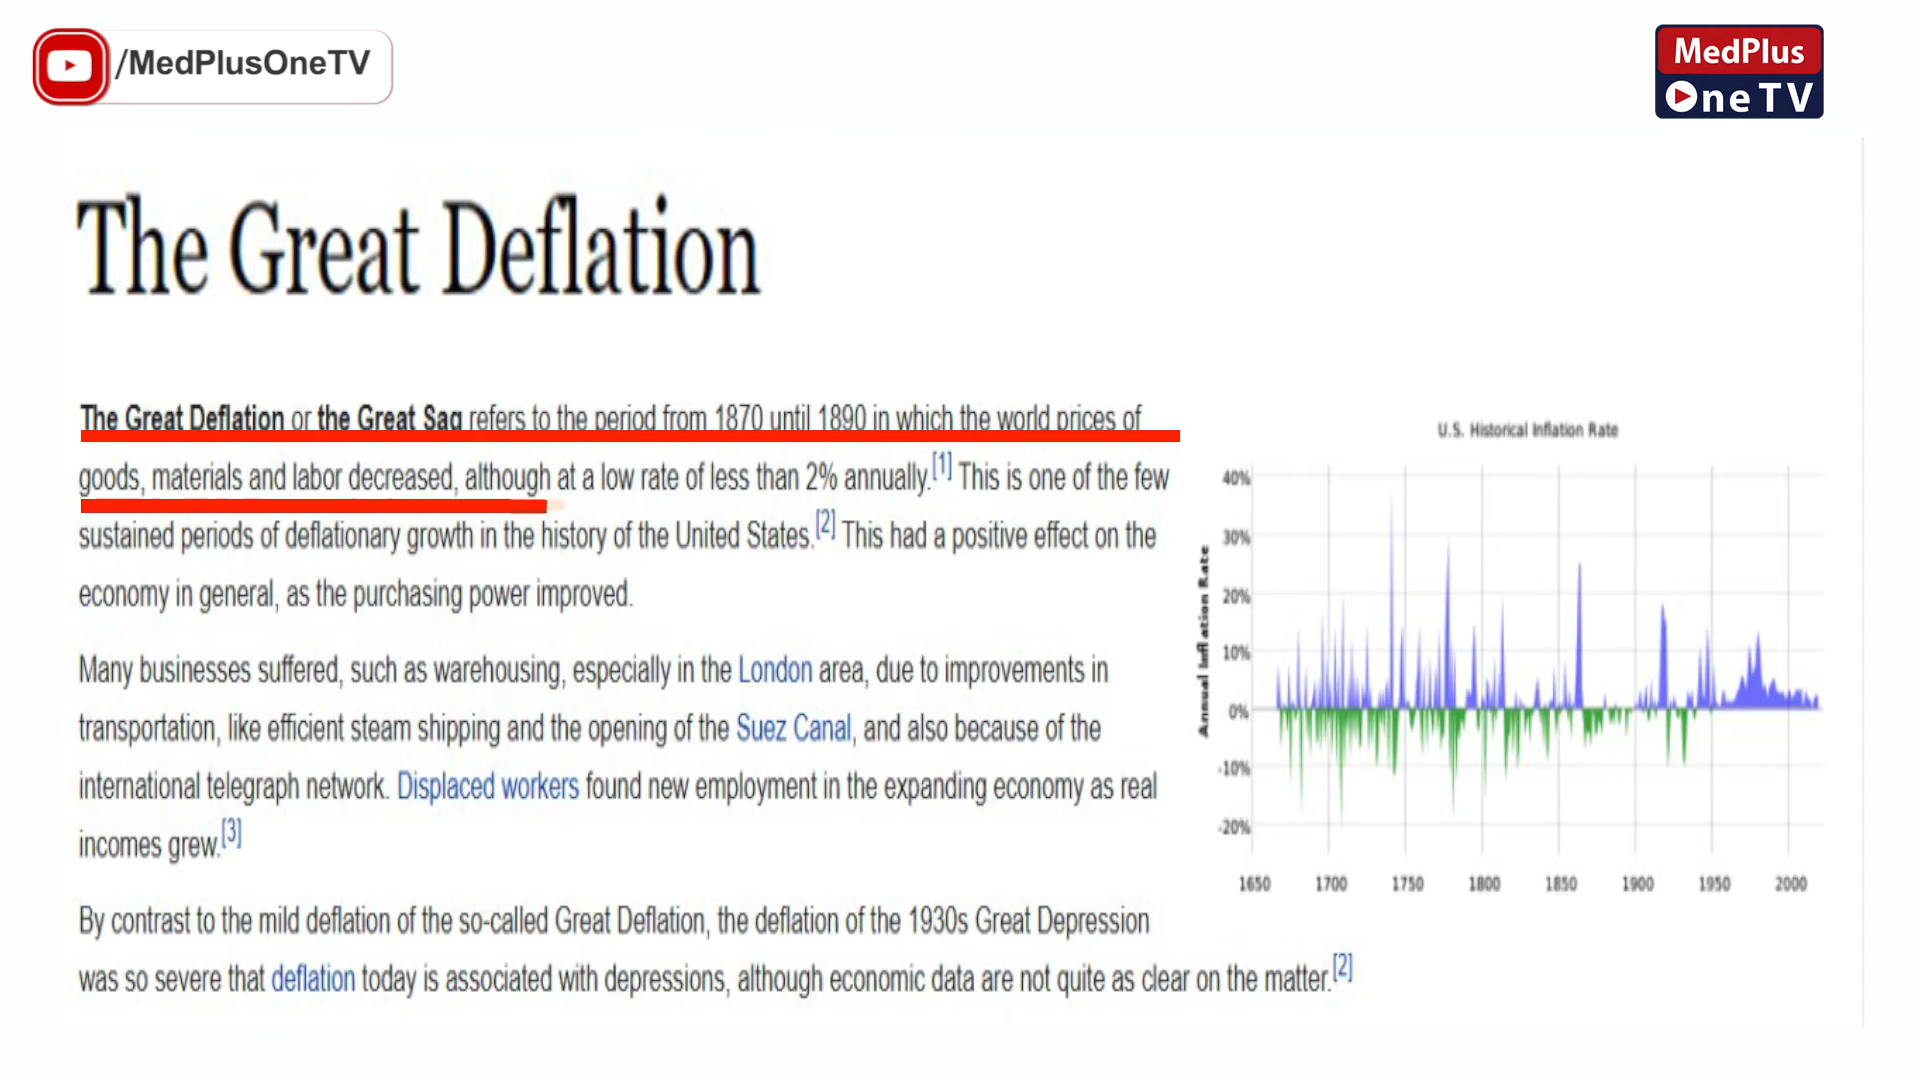 /MedPlusOneTV
MedPlus
OneTV
The Great Deflation
The Great Deflation or the Great Sag refers to the period from 1870 until 1890 in which the world prices of
goods, materials and labor decreased, although at a low rate of less than 2% annually.[1] This is one of the few
sustained periods of deflationary growth in the history of the United States.[2] This had a positive effect on the
economy in general, as the purchasing power improved.
Many businesses suffered, such as warehousing, especially in the London area, due to improvements in
transportation, like efficient steam shipping and the opening of the Suez Canal, and also because of the
international telegraph network. Displaced workers found new employment in the expanding economy as real
incomes grew.[3]
By contrast to the mild deflation of the so-called Great Deflation, the deflation of the 1930s Great Depression
was so severe that deflation today is associated with depressions, although economic data are not quite as clear on the matter.[2]
U.S. Historical Inflation Rate
Annual Inflation Rate
40%
30%
20%
10%
0%
-10%
-20%
1650 1700 1750 1800 1850 1900 1950 2000